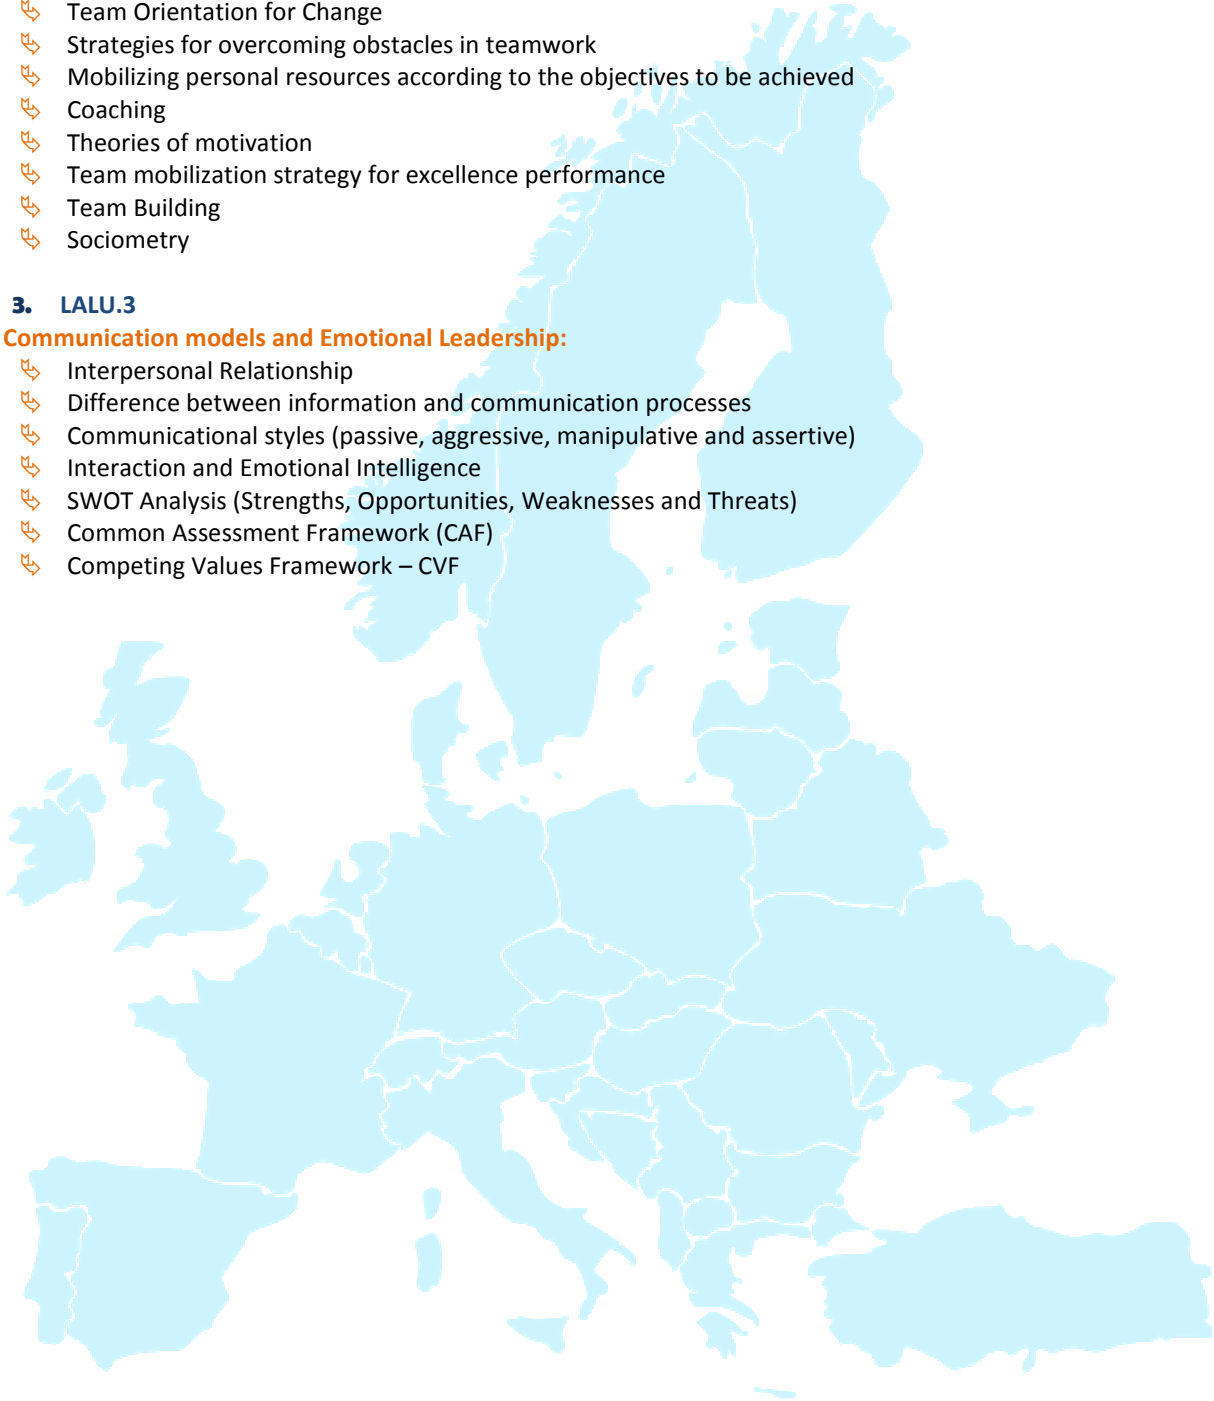 Team Orientation for Change
Strategies for overcoming obstacles in teamwork
Mobilizing personal resources according to the objectives to be achieved
Coaching
Theories of motivation
Team mobilization strategy for excellence performance
Team Building
Sociometry
3. LALU.3
Communication models and Emotional Leadership:
Interpersonal Relationship
Difference between information and communication processes
Communicational styles (passive, aggressive, manipulative and assertive)
Interaction and Emotional Intelligence
SWOT Analysis (Strengths, Opportunities, Weaknesses and Threats)
Common Assessment Framework (CAF)
Competing Values Framework – CVF